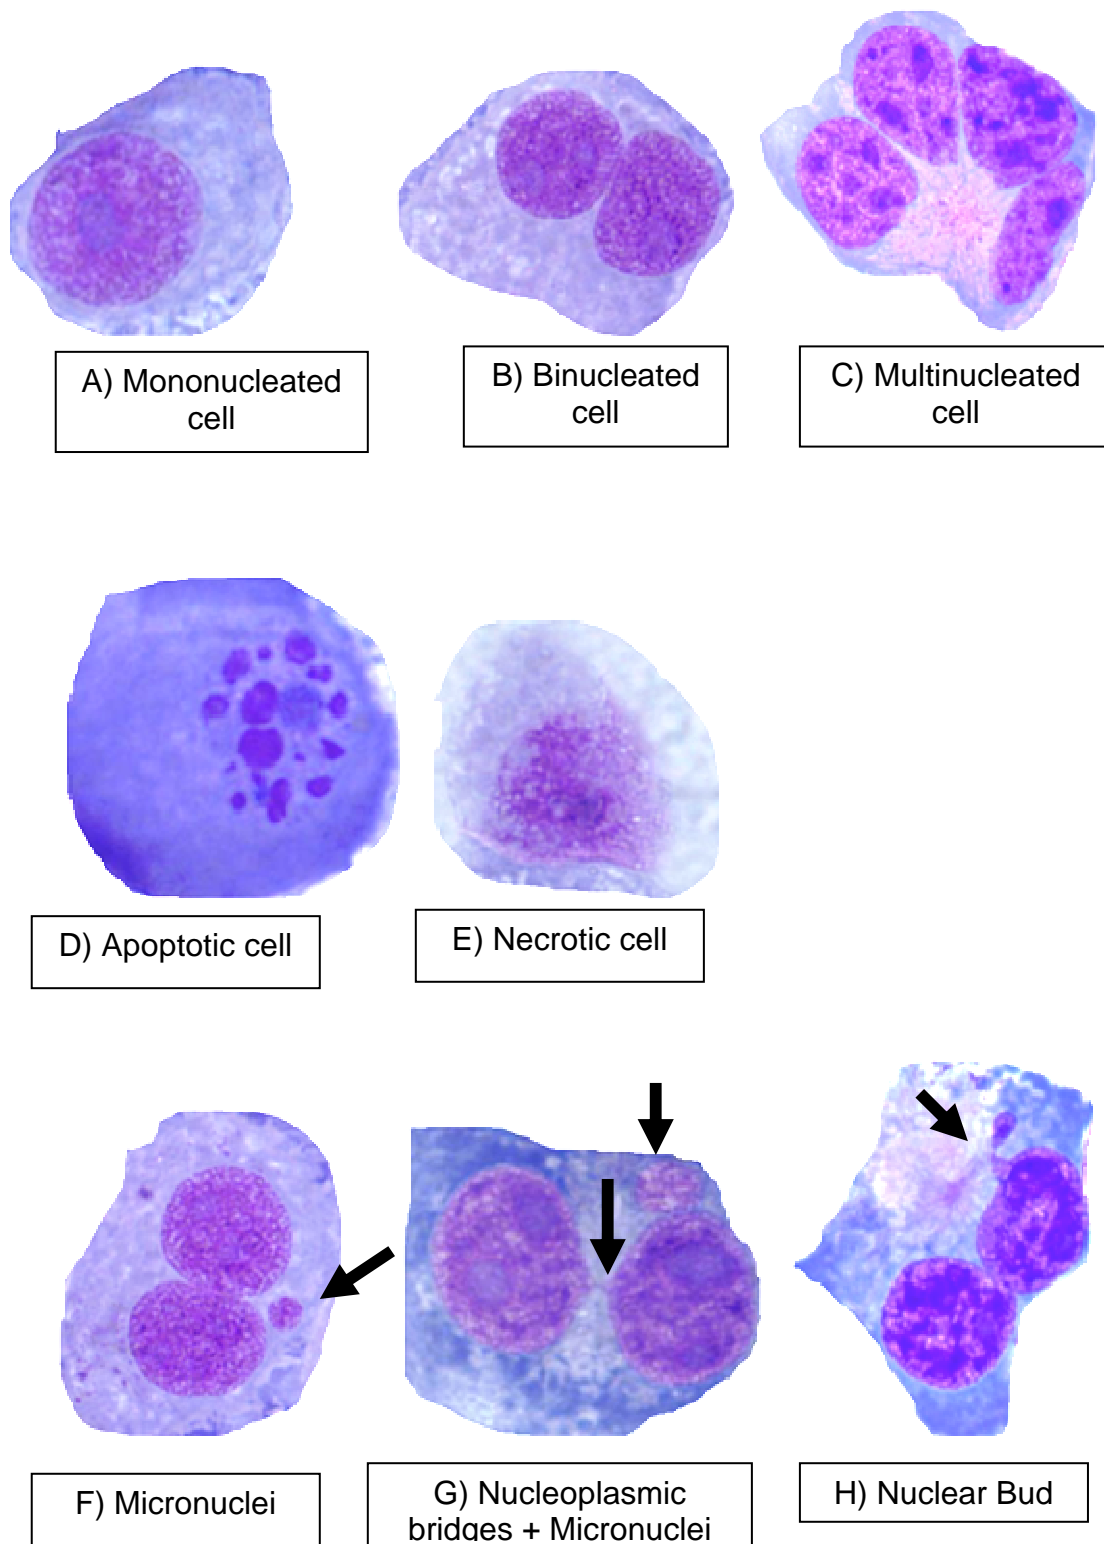 A) Mononucleated
cell
B) Binucleated
cell
C) Multinucleated
cell
D) Apoptotic cell
E) Necrotic cell
F) Micronuclei
G) Nucleoplasmic
bridges + Micronuclei
H) Nuclear Bud